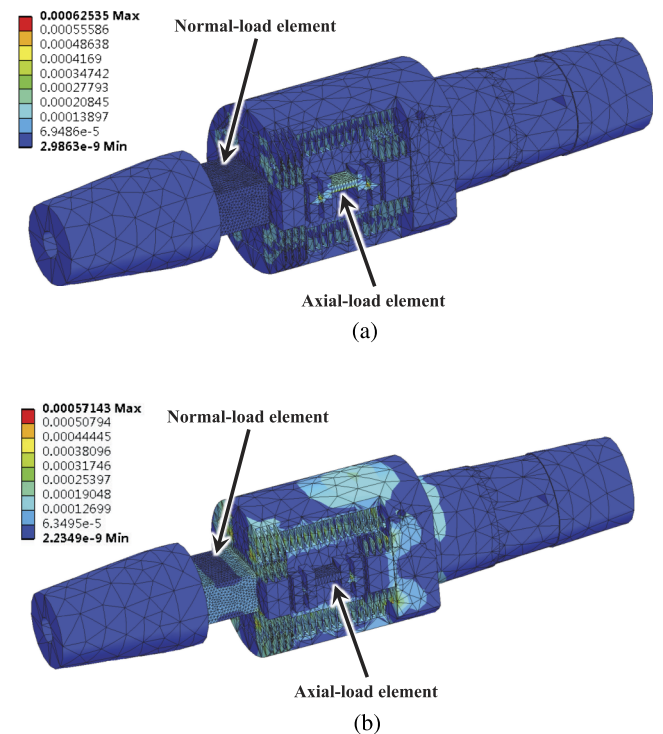 0.00062535 Max
0.00055586
0.00048638
0.0004169
0.00034742
0.00027793
0.00020845
0.00013897
6.9486e-5
2.9863e-9 Min
Normal-load element
Axial-load element
(a)
0.00057143 Max
0.00050794
0.00044445
0.00038096
0.00031746
0.00025397
0.00019048
0.00012699
6.3495e-5
2.2349e-9 Min
Normal-load element
Axial-load element
(b)